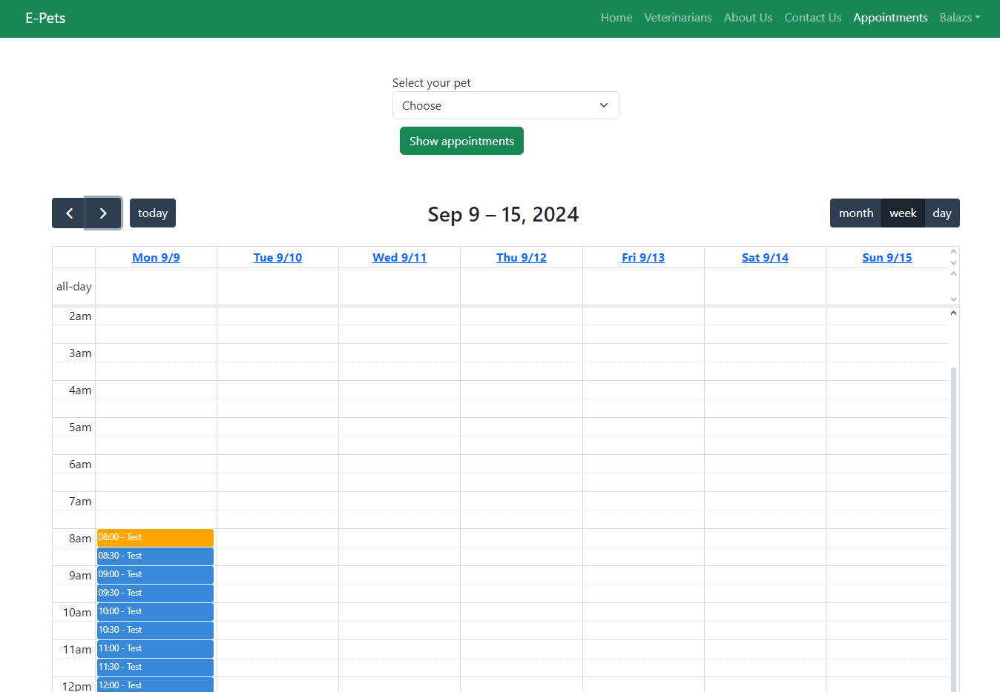 E-Pets Home Veterinarians About Us Contact Us Appointments Balazs
Select your pet
Choose
Show appointments
today Sep 9 – 15, 2024 month week day
Mon 9/9 Tue 9/10 Wed 9/11 Thu 9/12 Fri 9/13 Sat 9/14 Sun 9/15
all-day
2am
3am
4am
5am
6am
7am
8am 08:00 - Test
08:30 - Test
9am 09:00 - Test
09:30 - Test
10am 10:00 - Test
10:30 - Test
11am 11:00 - Test
11:30 - Test
12pm 12:00 - Test